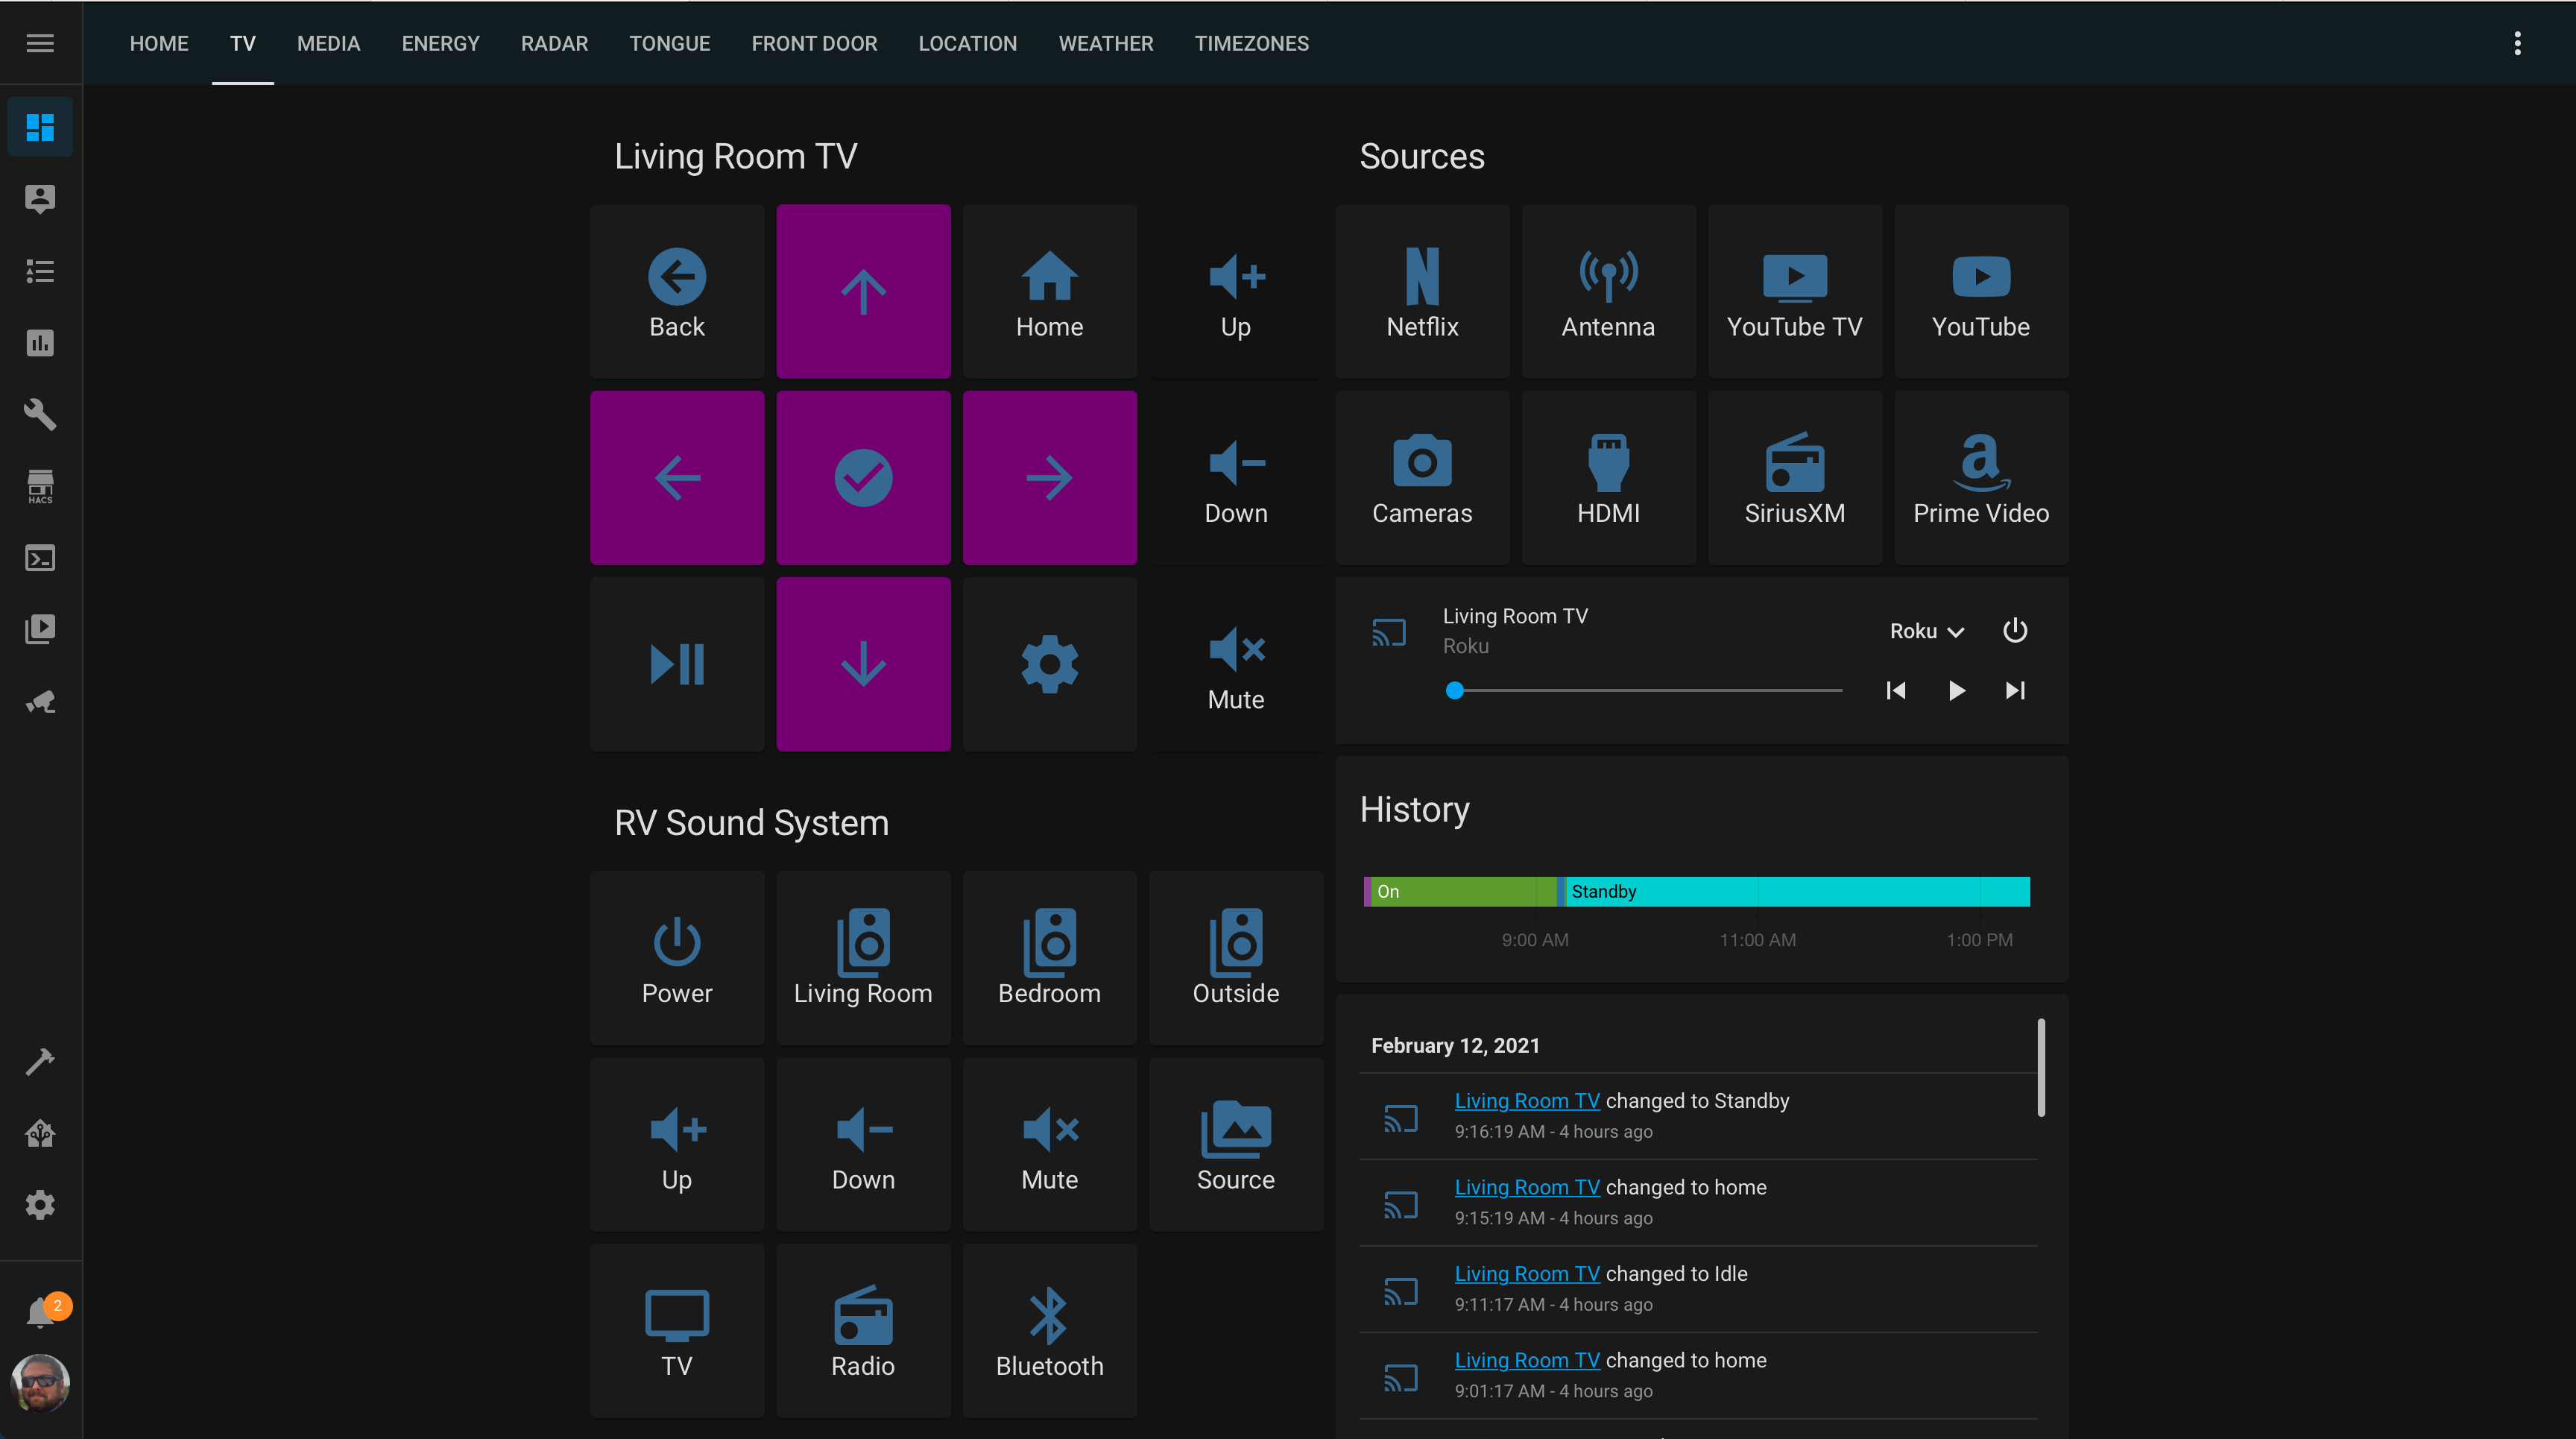 HOME TV MEDIA ENERGY RADAR TONGUE FRONT DOOR LOCATION WEATHER TIMEZONES
HACS
2
Living Room TV
Back
Home
Up
Down
Mute
RV Sound System
Power
Living Room
Bedroom
Outside
Up
Down
Mute
Source
TV
Radio
Bluetooth
Sources
Netflix
Antenna
YouTube TV
YouTube
Cameras
HDMI
SiriusXM
Prime Video
Living Room TV
Roku
Roku
History
On
Standby
9:00 AM
11:00 AM
1:00 PM
February 12, 2021
Living Room TV changed to Standby
9:16:19 AM - 4 hours ago
Living Room TV changed to home
9:15:19 AM - 4 hours ago
Living Room TV changed to Idle
9:11:17 AM - 4 hours ago
Living Room TV changed to home
9:01:17 AM - 4 hours ago